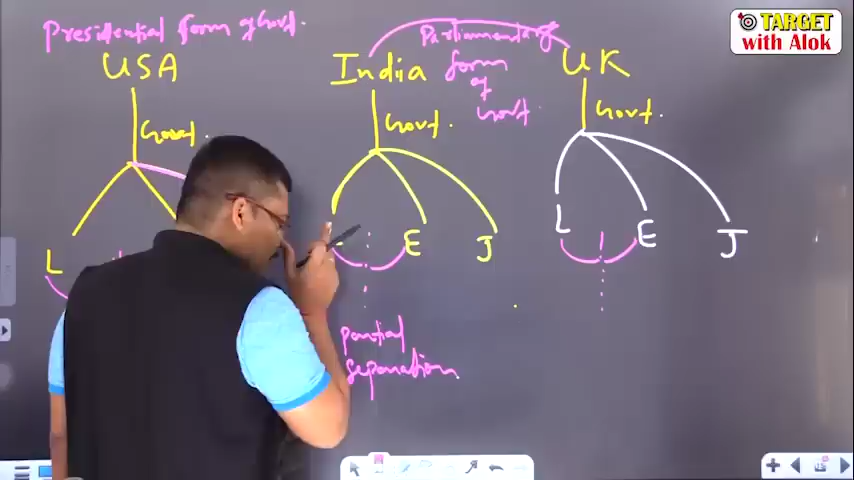 Presidential form of Govt.
USA
Govt.
L
India
Govt.
E
J
Parliamentary
form
of
Govt.
UK
Govt.
L
E
J
partial
separation
TARGET
with Alok